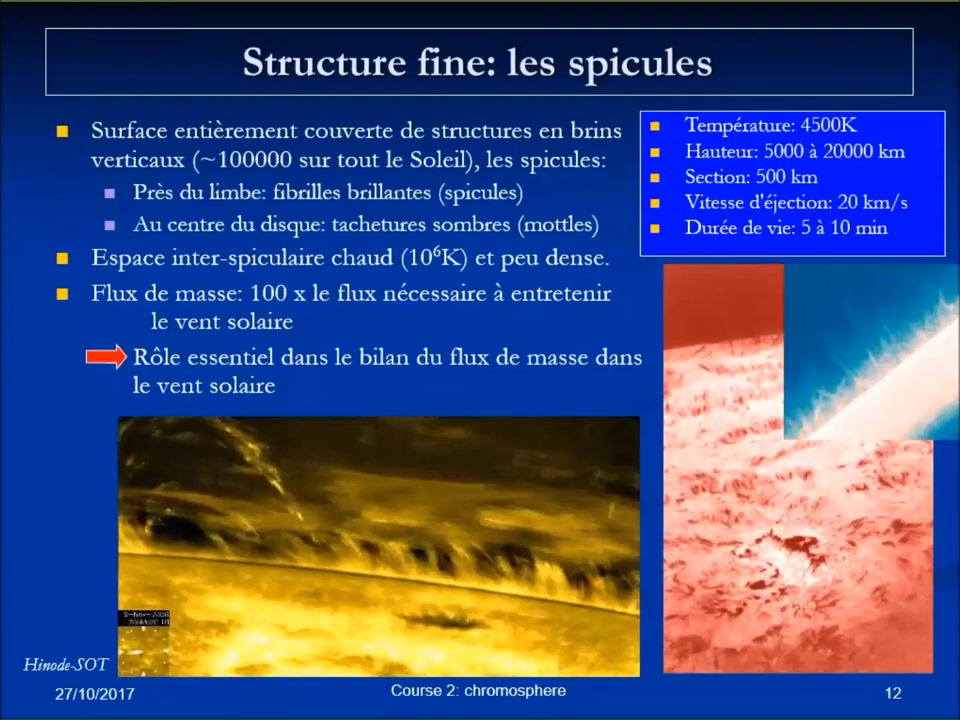 Structure fine: les spicules
Surface entièrement couverte de structures en brins
verticaux (~100000 sur tout le Soleil), les spicules:
Près du limbe: fibrilles brillantes (spicules)
Au centre du disque: tachetures sombres (mottles)
Espace inter-spiculaire chaud (10⁶K) et peu dense.
Flux de masse: 100 x le flux nécessaire à entretenir
le vent solaire
Rôle essentiel dans le bilan du flux de masse dans
le vent solaire
Température: 4500K
Hauteur: 5000 à 20000 km
Section: 500 km
Vitesse d'éjection: 20 km/s
Durée de vie: 5 à 10 min
Hinode-SOT
27/10/2017
Course 2: chromosphere
12